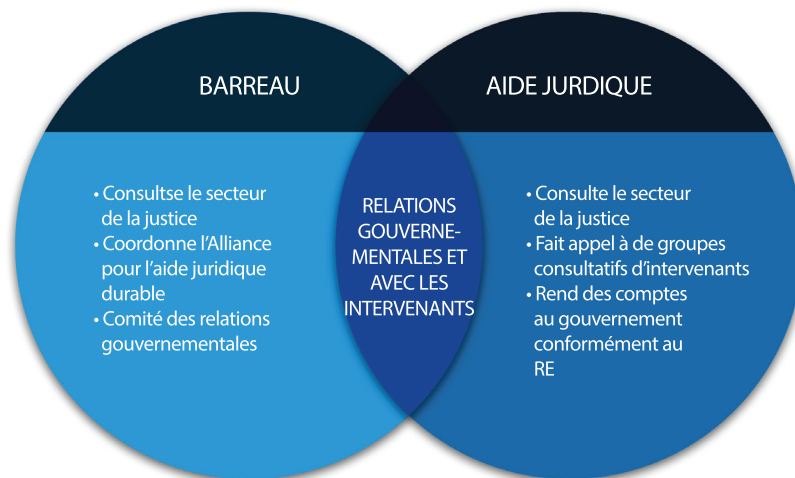 BARREAU
• Consultse le secteur
de la justice
• Coordonne l'Alliance
pour l'aide juridique
durable
• Comité des relations
gouvernementales
RELATIONS
GOUVERNE-
MENTALES ET
AVEC LES
INTERVENANTS
AIDE JURDIQUE
• Consulte le secteur
de la justice
• Fait appel à de groupes
consultatifs d'intervenants
• Rend des comptes
au gouvernement
conformément au
RE